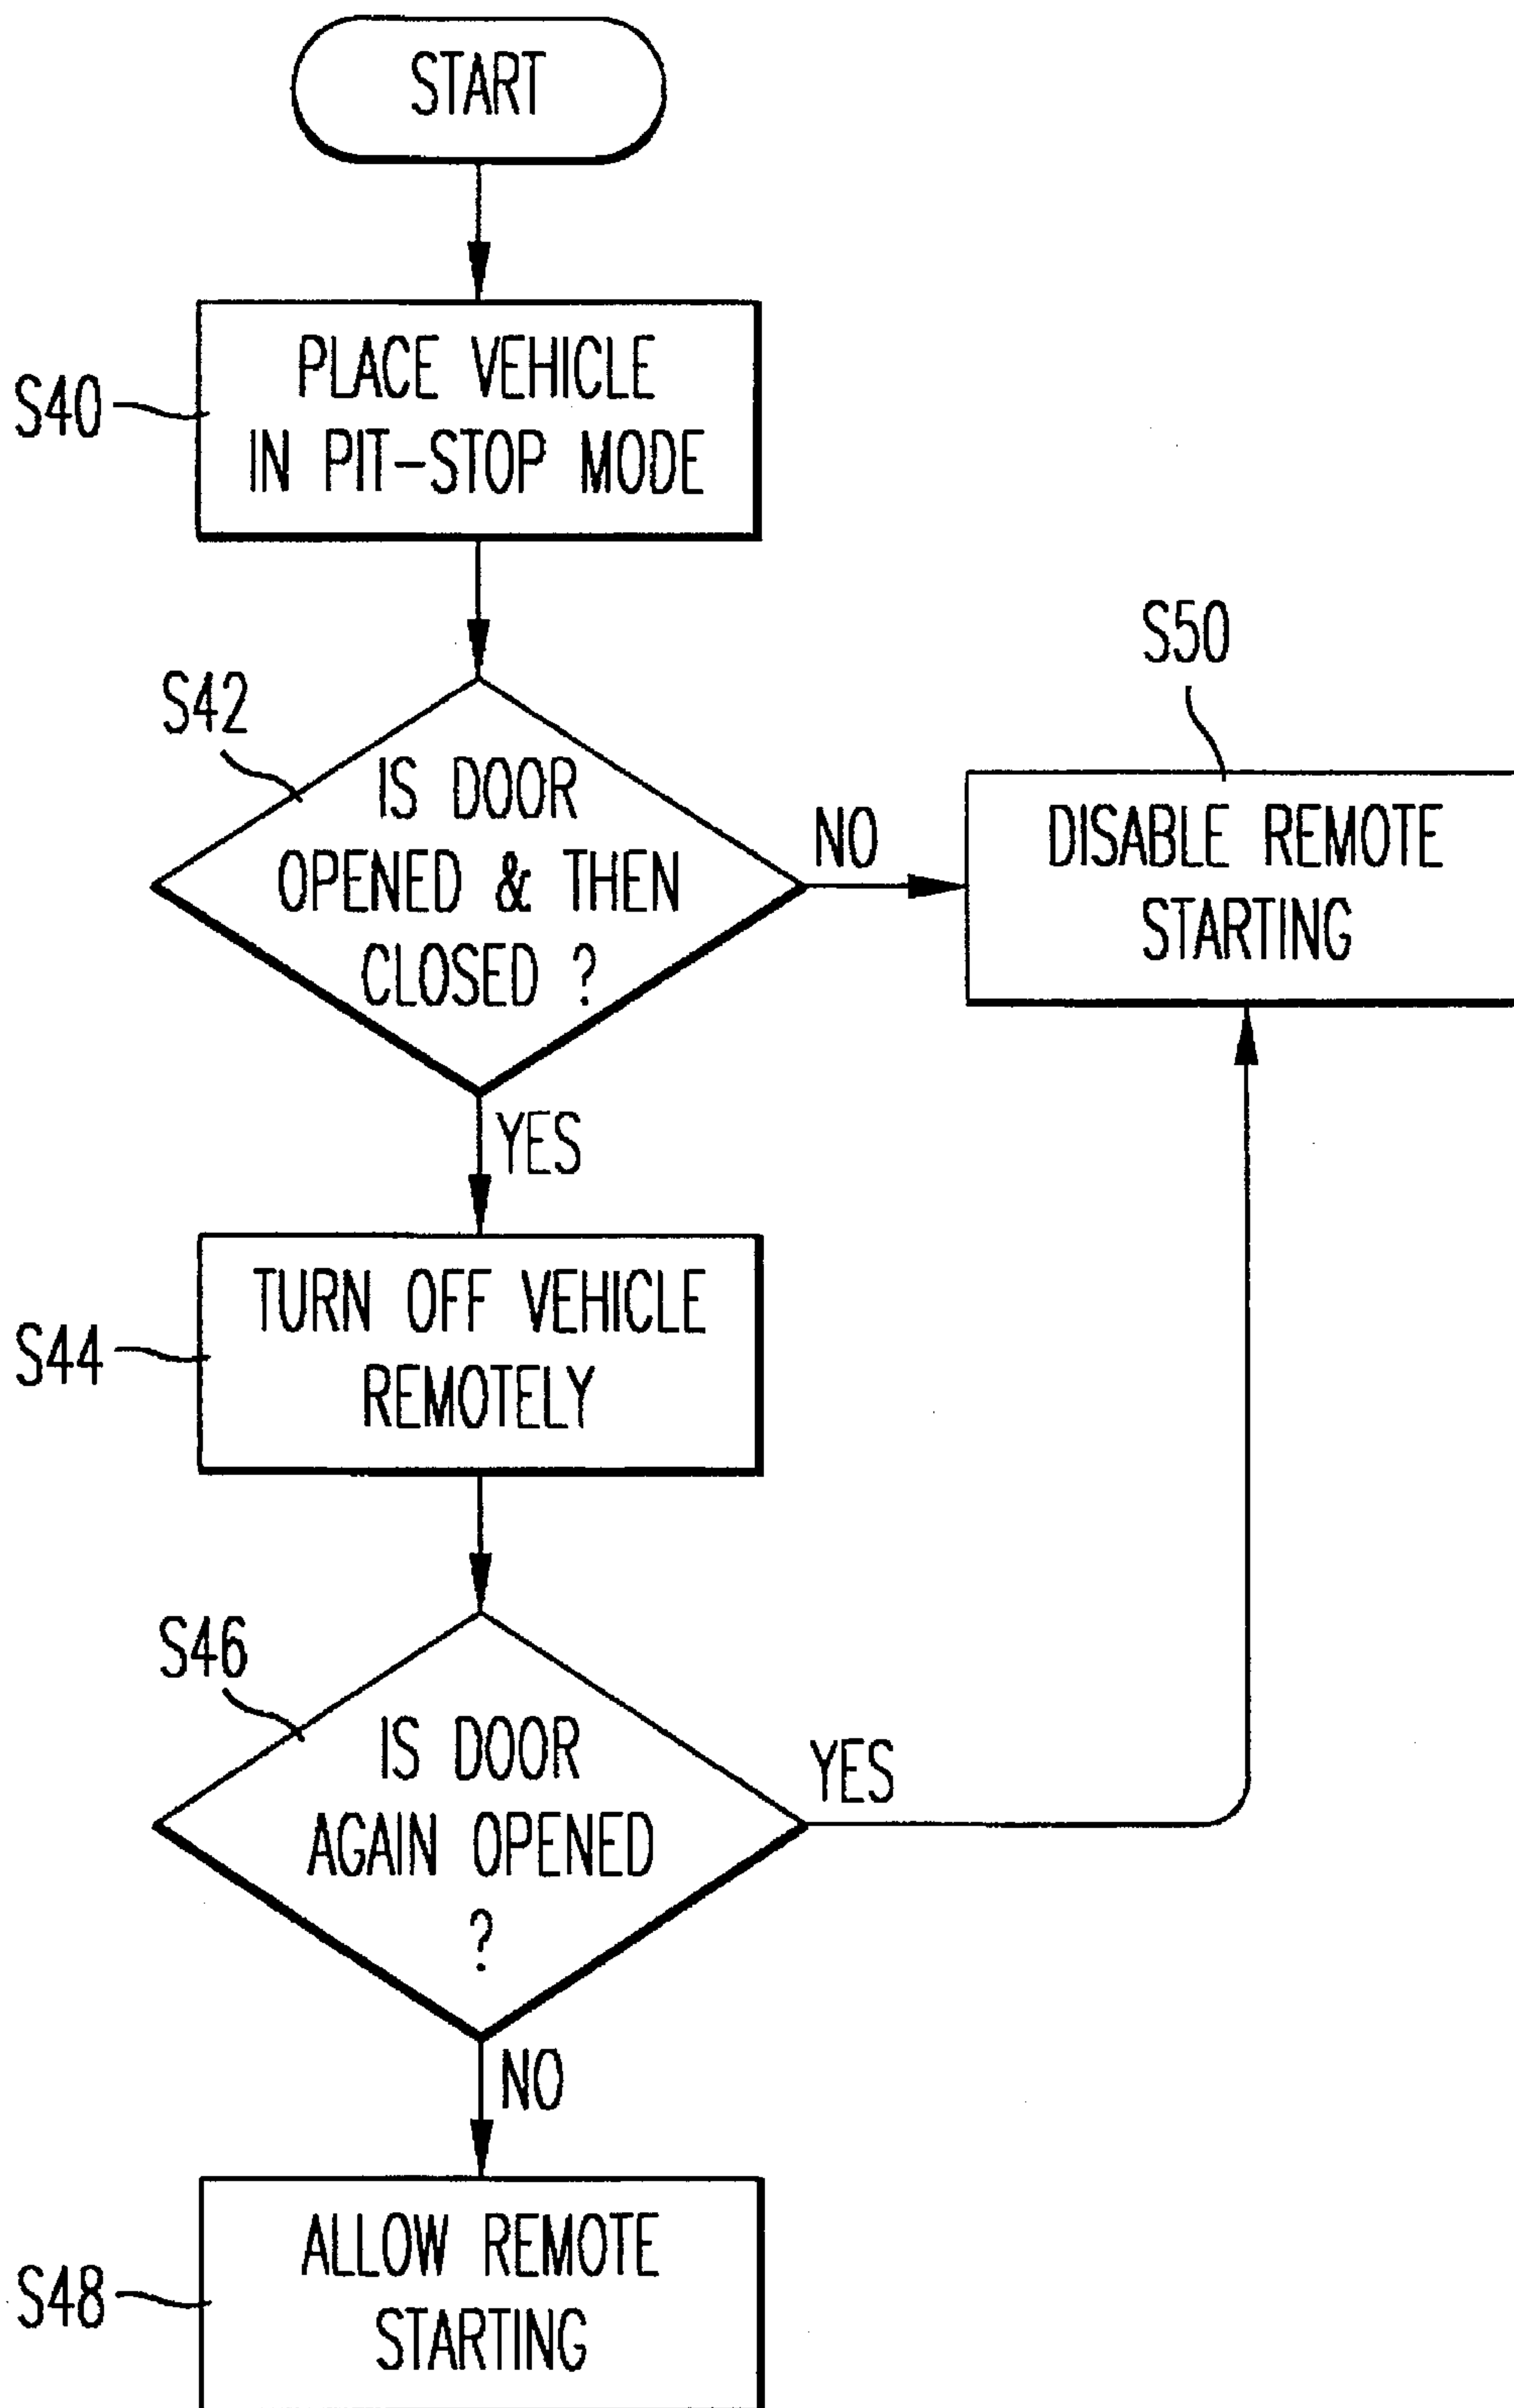 START
S40
PLACE VEHICLE
IN PIT-STOP MODE
S42
IS DOOR
OPENED & THEN
CLOSED ?
NO
S50
DISABLE REMOTE
STARTING
YES
S44
TURN OFF VEHICLE
REMOTELY
S46
IS DOOR
AGAIN OPENED
?
YES
NO
S48
ALLOW REMOTE
STARTING